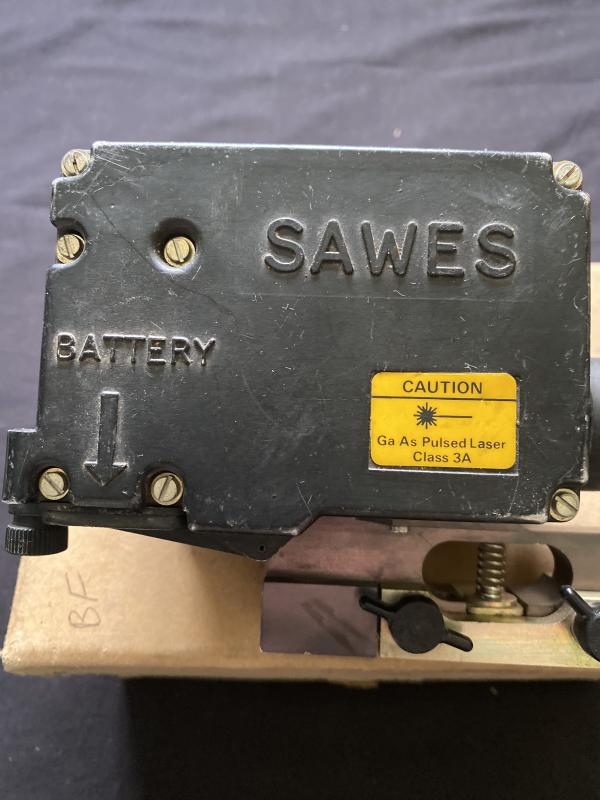 SAWES
BATTERY
CAUTION
Ga As Pulsed Laser
Class 3A
BF